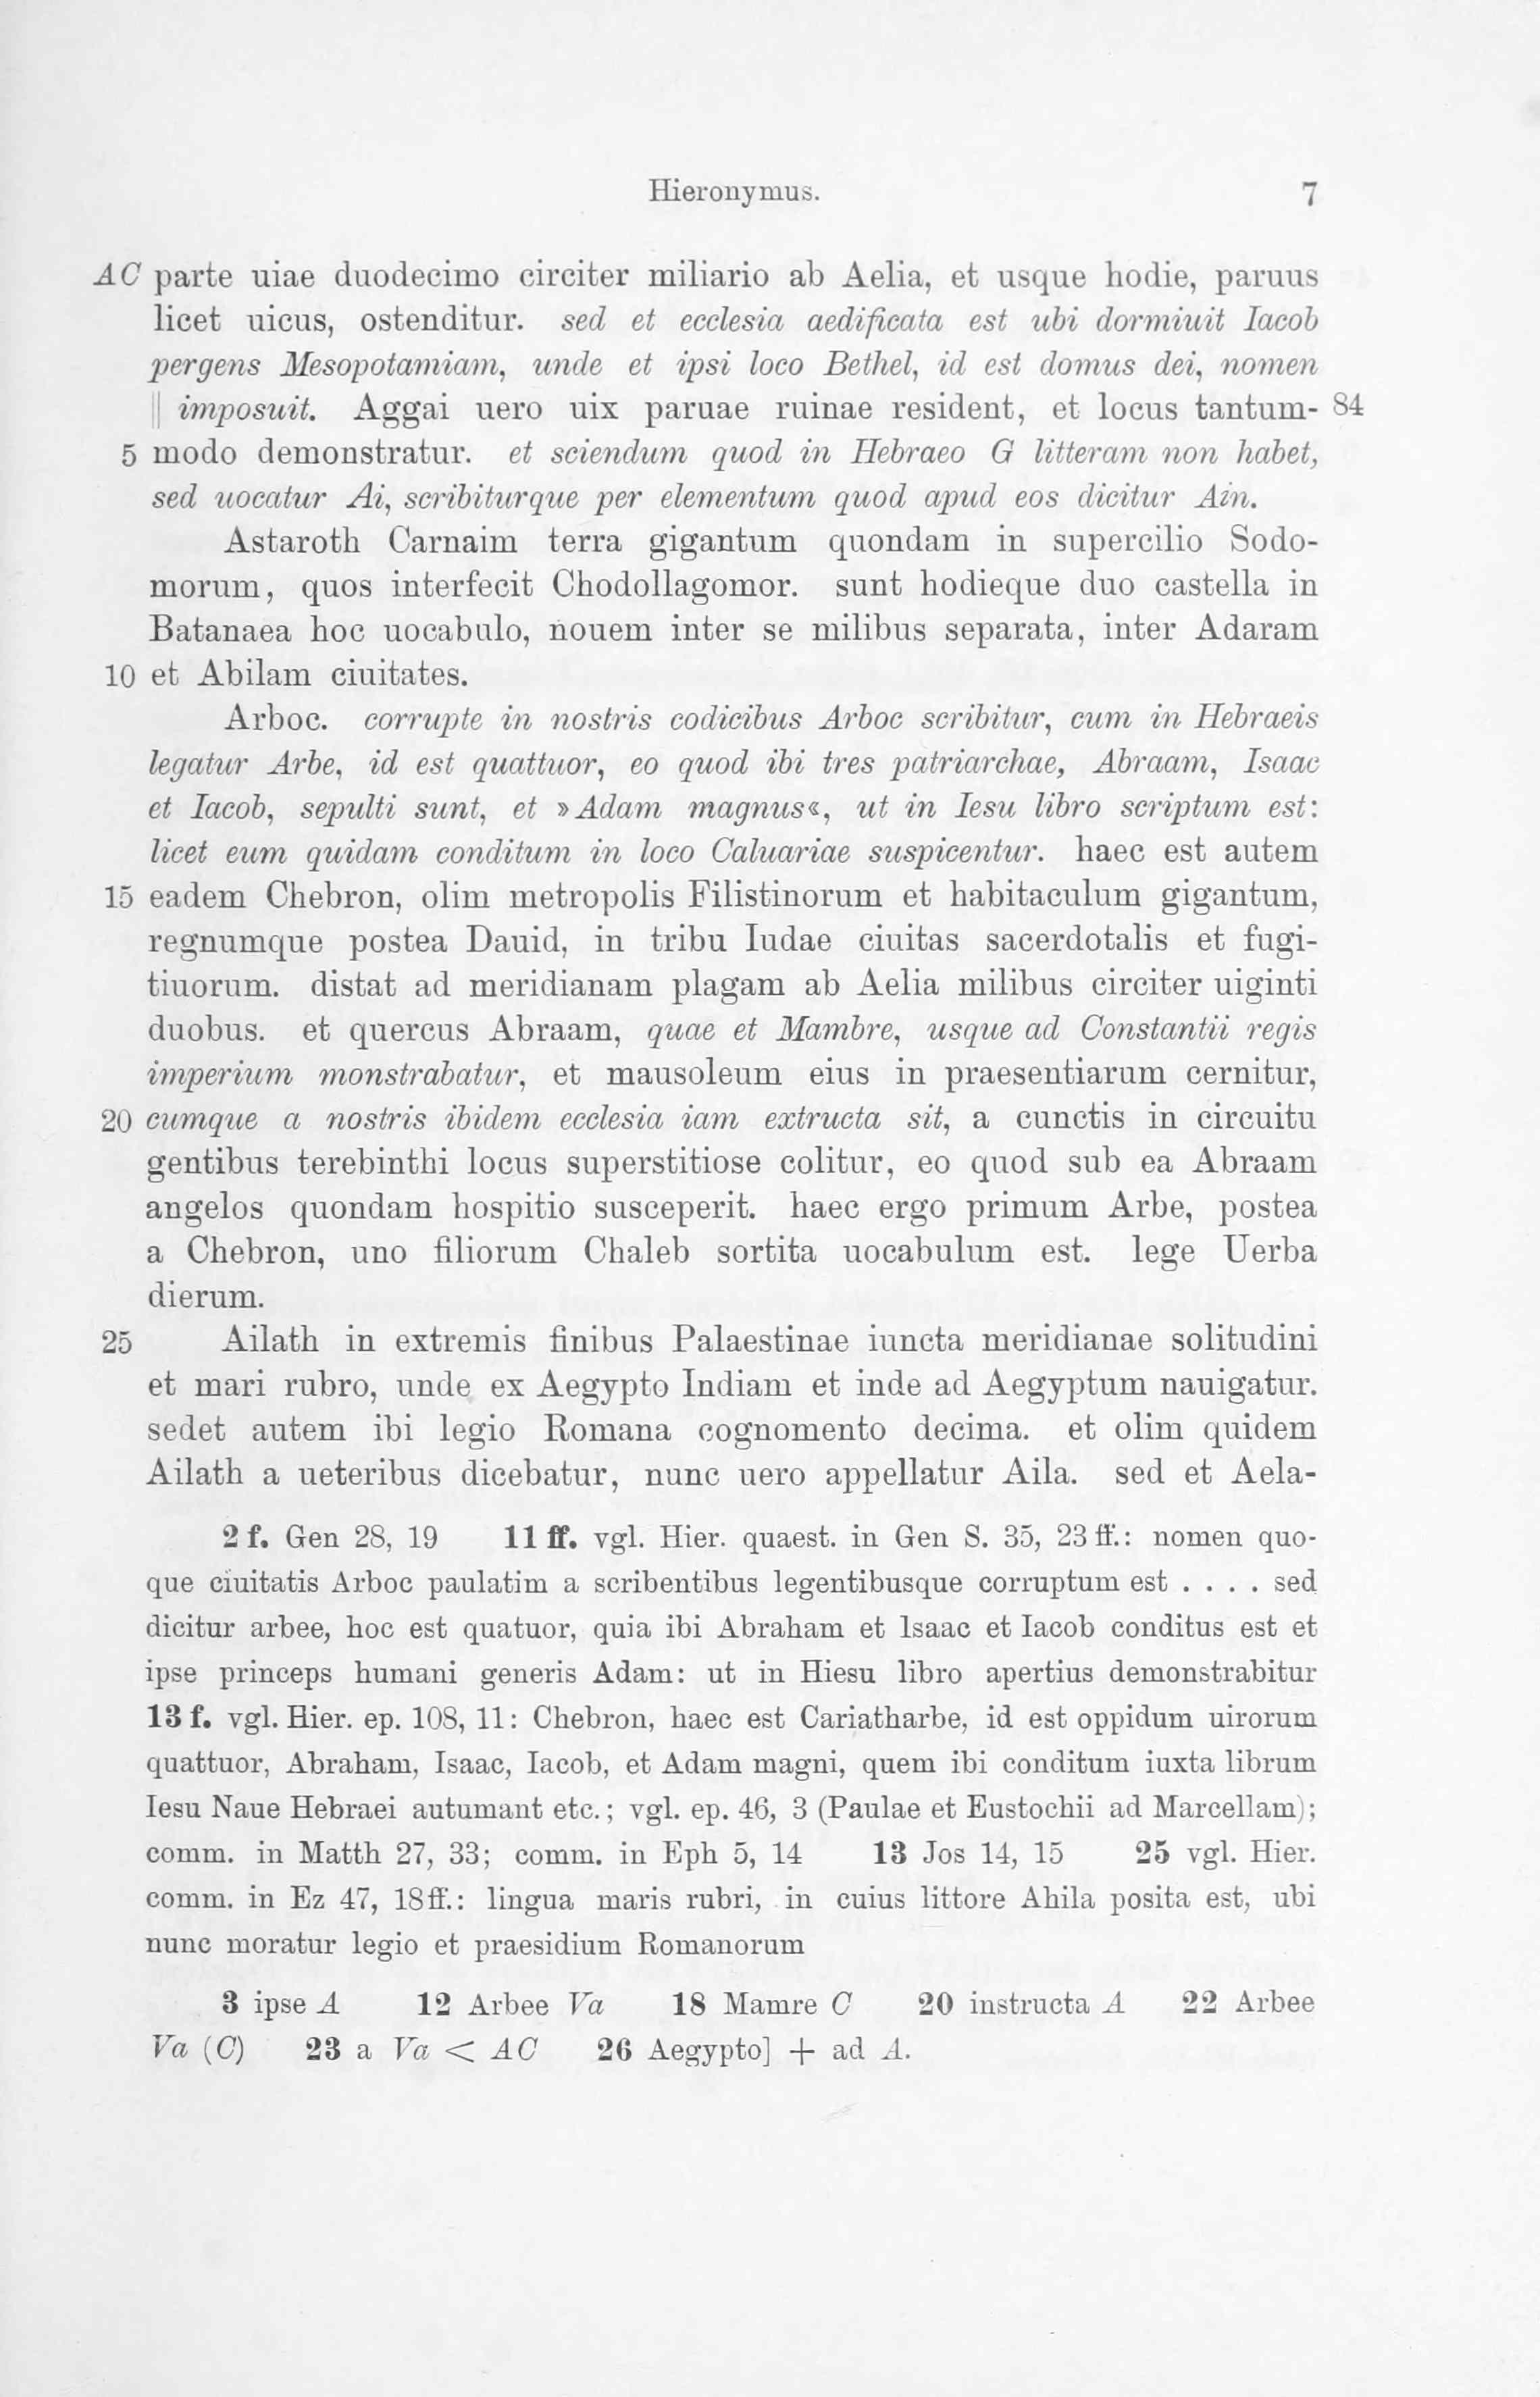 Hieronymus. 7
AC parte uiae duodecimo circiter miliario ab Aelia, et usque hodie, paruus
licet uicus, ostenditur. sed et ecclesia aedificata est ubi dormiuit Iacob
pergens Mesopotamiam, unde et ipsi loco Bethel, id est domus dei, nomen
|| imposuit. Aggai uero uix paruae ruinae resident, et locus tantum- 84
5 modo demonstratur. et sciendum quod in Hebraeo G litteram non habet,
sed uocatur Ai, scribiturque per elementum quod apud eos dicitur Ain.
Astaroth Carnaim terra gigantum quondam in supercilio Sodo-
morum, quos interfecit Chodollagomor. sunt hodieque duo castella in
Batanaea hoc uocabulo, nouem inter se milibus separata, inter Adaram
10 et Abilam ciuitates.
Arboc. corrupte in nostris codicibus Arboc scribitur, cum in Hebraeis
legatur Arbe, id est quattuor, eo quod ibi tres patriarchae, Abraam, Isaac
et Iacob, sepulti sunt, et »Adam magnus«, ut in Iesu libro scriptum est:
licet eum quidam conditum in loco Caluariae suspicentur. haec est autem
15 eadem Chebron, olim metropolis Filistinorum et habitaculum gigantum,
regnumque postea Dauid, in tribu Iudae ciuitas sacerdotalis et fugi-
tiuorum. distat ad meridianam plagam ab Aelia milibus circiter uiginti
duobus. et quercus Abraam, quae et Mambre, usque ad Constantii regis
imperium monstrabatur, et mausoleum eius in praesentiarum cernitur,
20 cumque a nostris ibidem ecclesia iam extructa sit, a cunctis in circuitu
gentibus terebinthi locus superstitiose colitur, eo quod sub ea Abraam
angelos quondam hospitio susceperit. haec ergo primum Arbe, postea
a Chebron, uno filiorum Chaleb sortita uocabulum est. lege Uerba
dierum.
25 Ailath in extremis finibus Palaestinae iuncta meridianae solitudini
et mari rubro, unde ex Aegypto Indiam et inde ad Aegyptum nauigatur.
sedet autem ibi legio Romana cognomento decima. et olim quidem
Ailath a ueteribus dicebatur, nunc uero appellatur Aila. sed et Aela-
2 f. Gen 28, 19 11 ff. vgl. Hier. quaest. in Gen S. 35, 23 ff.: nomen quo-
que ciuitatis Arboc paulatim a scribentibus legentibusque corruptum est . . . . sed
dicitur arbee, hoc est quatuor, quia ibi Abraham et Isaac et Iacob conditus est et
ipse princeps humani generis Adam: ut in Hiesu libro apertius demonstrabitur
13 f. vgl. Hier. ep. 108, 11: Chebron, haec est Cariatharbe, id est oppidum uirorum
quattuor, Abraham, Isaac, Iacob, et Adam magni, quem ibi conditum iuxta librum
Iesu Naue Hebraei autumant etc.; vgl. ep. 46, 3 (Paulae et Eustochii ad Marcellam);
comm. in Matth 27, 33; comm. in Eph 5, 14 13 Jos 14, 15 25 vgl. Hier.
comm. in Ez 47, 18 ff.: lingua maris rubri, in cuius littore Ahila posita est, ubi
nunc moratur legio et praesidium Romanorum
3 ipse A 12 Arbee Va 18 Mamre C 20 instructa A 22 Arbee
Va (C) 23 a Va < AC 26 Aegypto] + ad A.